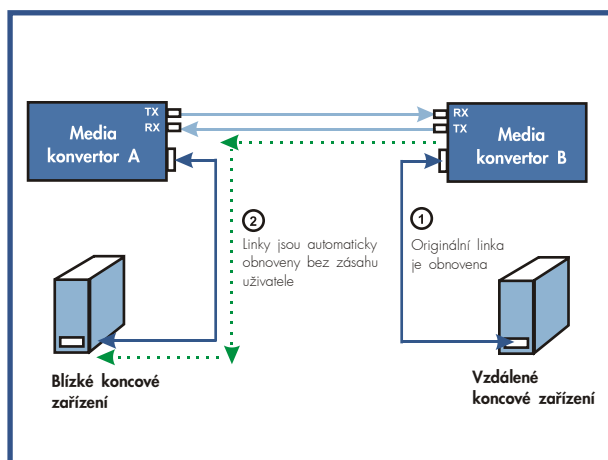 TX
RX
Media
konvertor A
RX
TX
Media
konvertor B
2
Linky jsou automaticky
obnoveny bez zásahu
uživatele
1
Originální linka
je obnovena
Blízké koncové
zařízení
Vzdálené
koncové zařízení